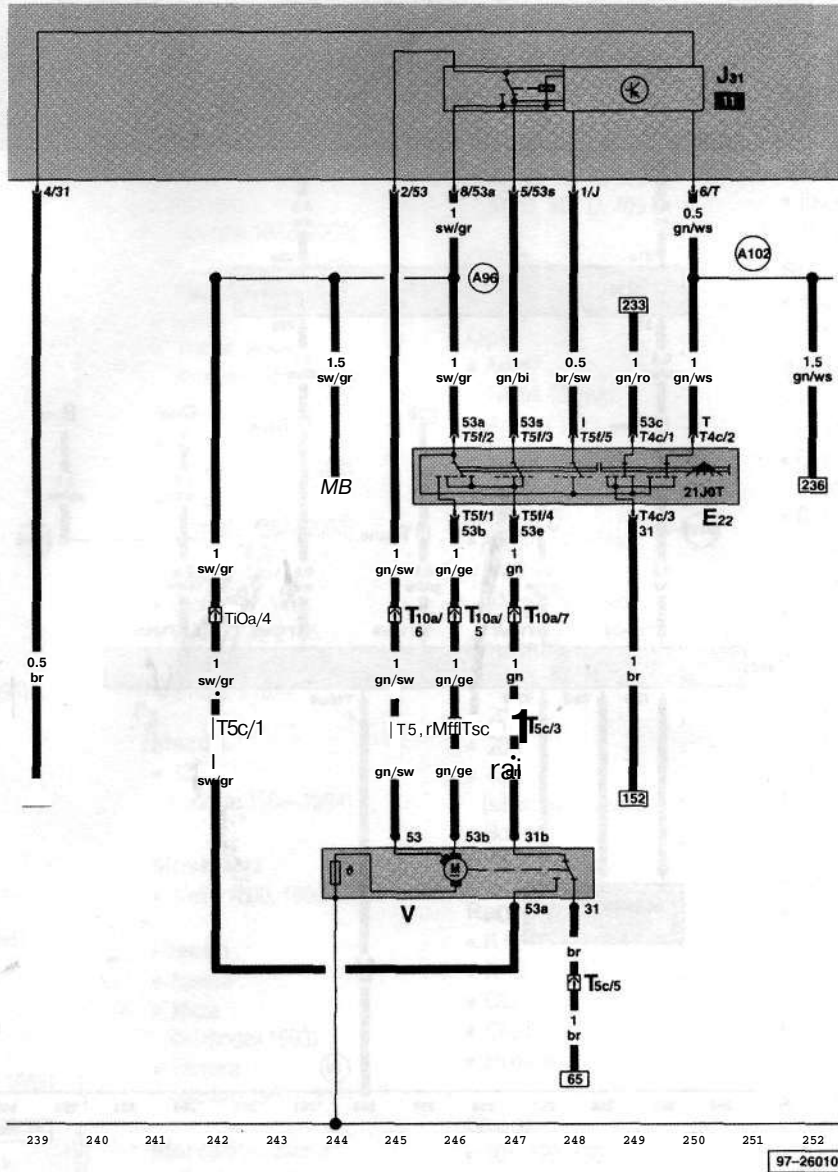 J31
11
4/31
2/53
8/53a
5/53s
1/J
6/T
1
sw/gr
0.5
gn/ws
A96
A102
233
1.5
sw/gr
1
sw/gr
1
gn/bi
0.5
br/sw
1
gn/ro
1
gn/ws
1.5
gn/ws
53a
T5f/2
53s
T5f/3
I
T5f/5
53c
T4c/1
T
T4c/2
MB
21J0T
236
E22
T5f/1
53b
T5f/4
53e
T4c/3
31
1
sw/gr
1
gn/sw
1
gn/ge
1
gn
TiOa/4
T10a/
6
T10a/
5
T10a/7
0.5
br
1
sw/gr
1
gn/sw
1
gn/ge
1
gn
1
br
|T5c/1
|T5,rMfflTsc
1
T5c/3
sw/gr
gn/sw
gn/ge
rai
152
53
53b
31b
M
V
53a
31
br
T5c/5
1
br
65
239 240 241 242 243 244 245 246 247 248 249 250 251 252
97-26010